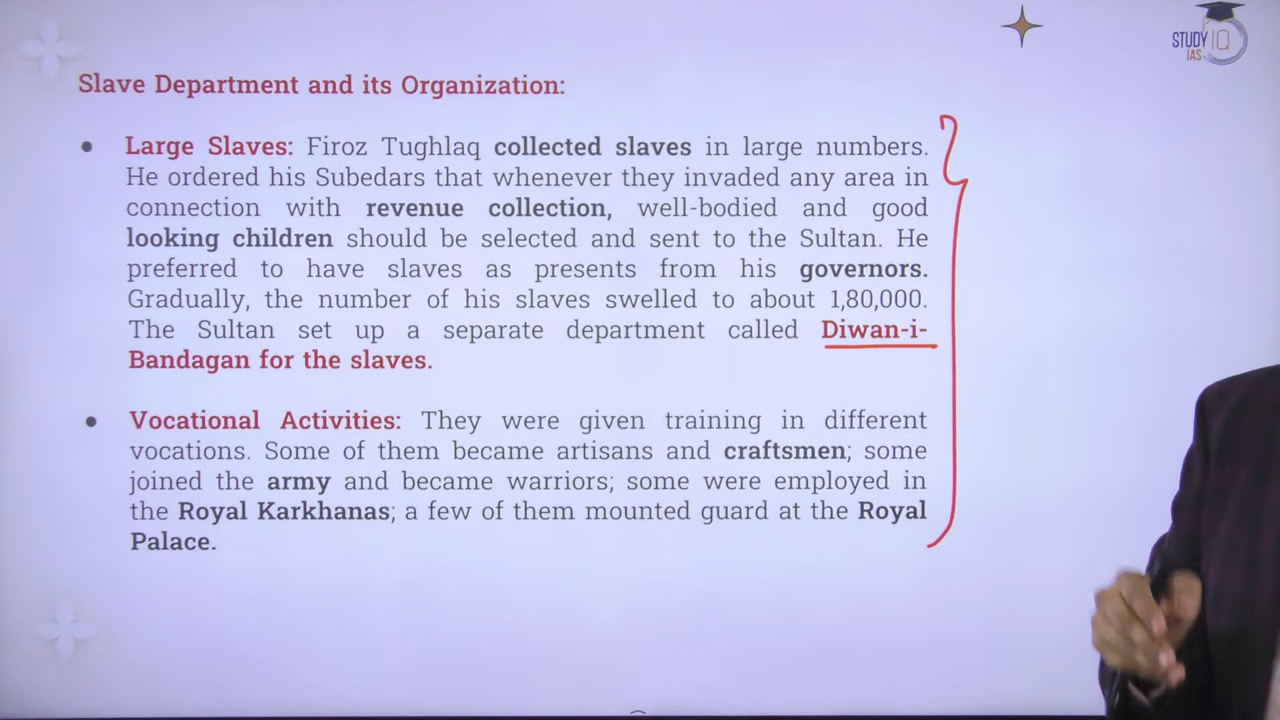 STUDY IQ
IAS
Slave Department and its Organization:
● Large Slaves: Firoz Tughlaq collected slaves in large numbers.
He ordered his Subedars that whenever they invaded any area in
connection with revenue collection, well-bodied and good
looking children should be selected and sent to the Sultan. He
preferred to have slaves as presents from his governors.
Gradually, the number of his slaves swelled to about 1,80,000.
The Sultan set up a separate department called Diwan-i-
Bandagan for the slaves.
● Vocational Activities: They were given training in different
vocations. Some of them became artisans and craftsmen; some
joined the army and became warriors; some were employed in
the Royal Karkhanas; a few of them mounted guard at the Royal
Palace.